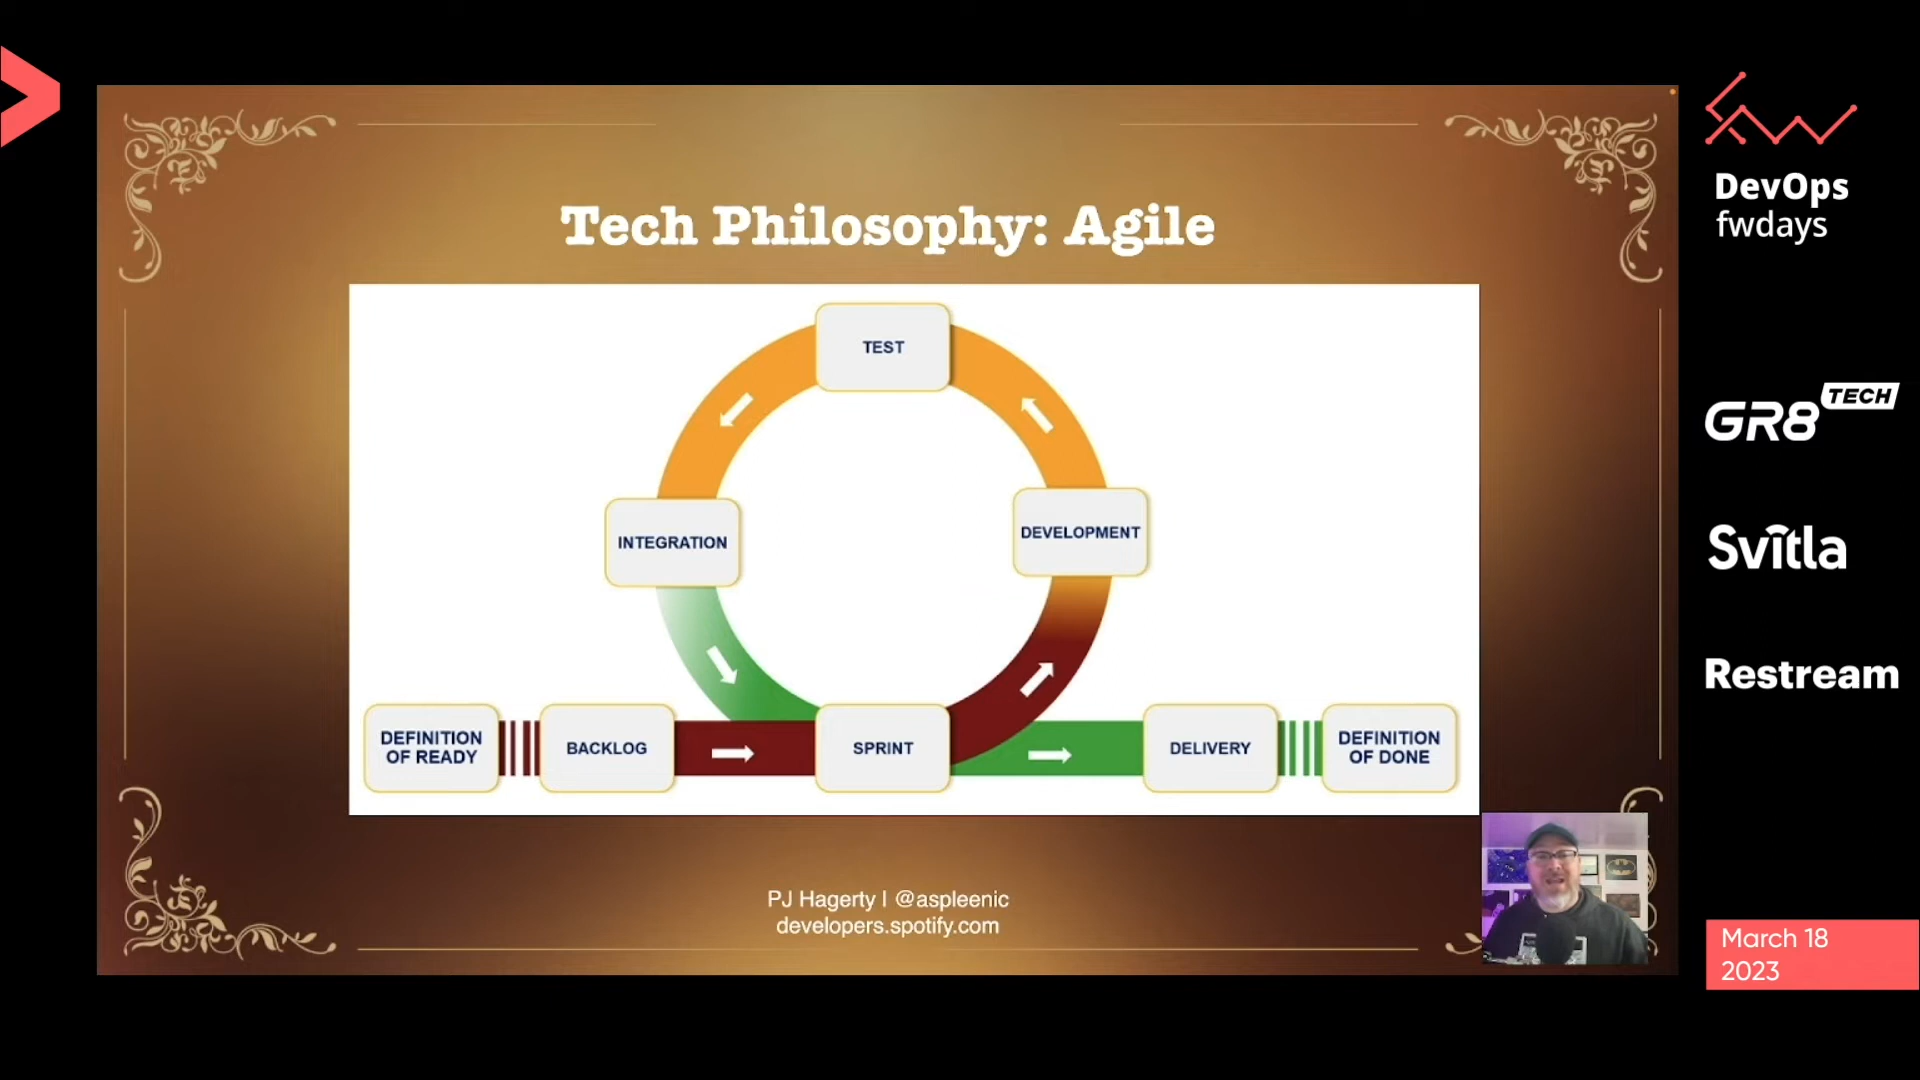 Tech Philosophy: Agile
TEST
INTEGRATION
DEVELOPMENT
DEFINITION
OF READY
BACKLOG
SPRINT
DELIVERY
DEFINITION
OF DONE
PJ Hagerty | @aspleenic
developers.spotify.com
DevOps
fwdays
GR8 TECH
Svitla
Restream
March 18
2023